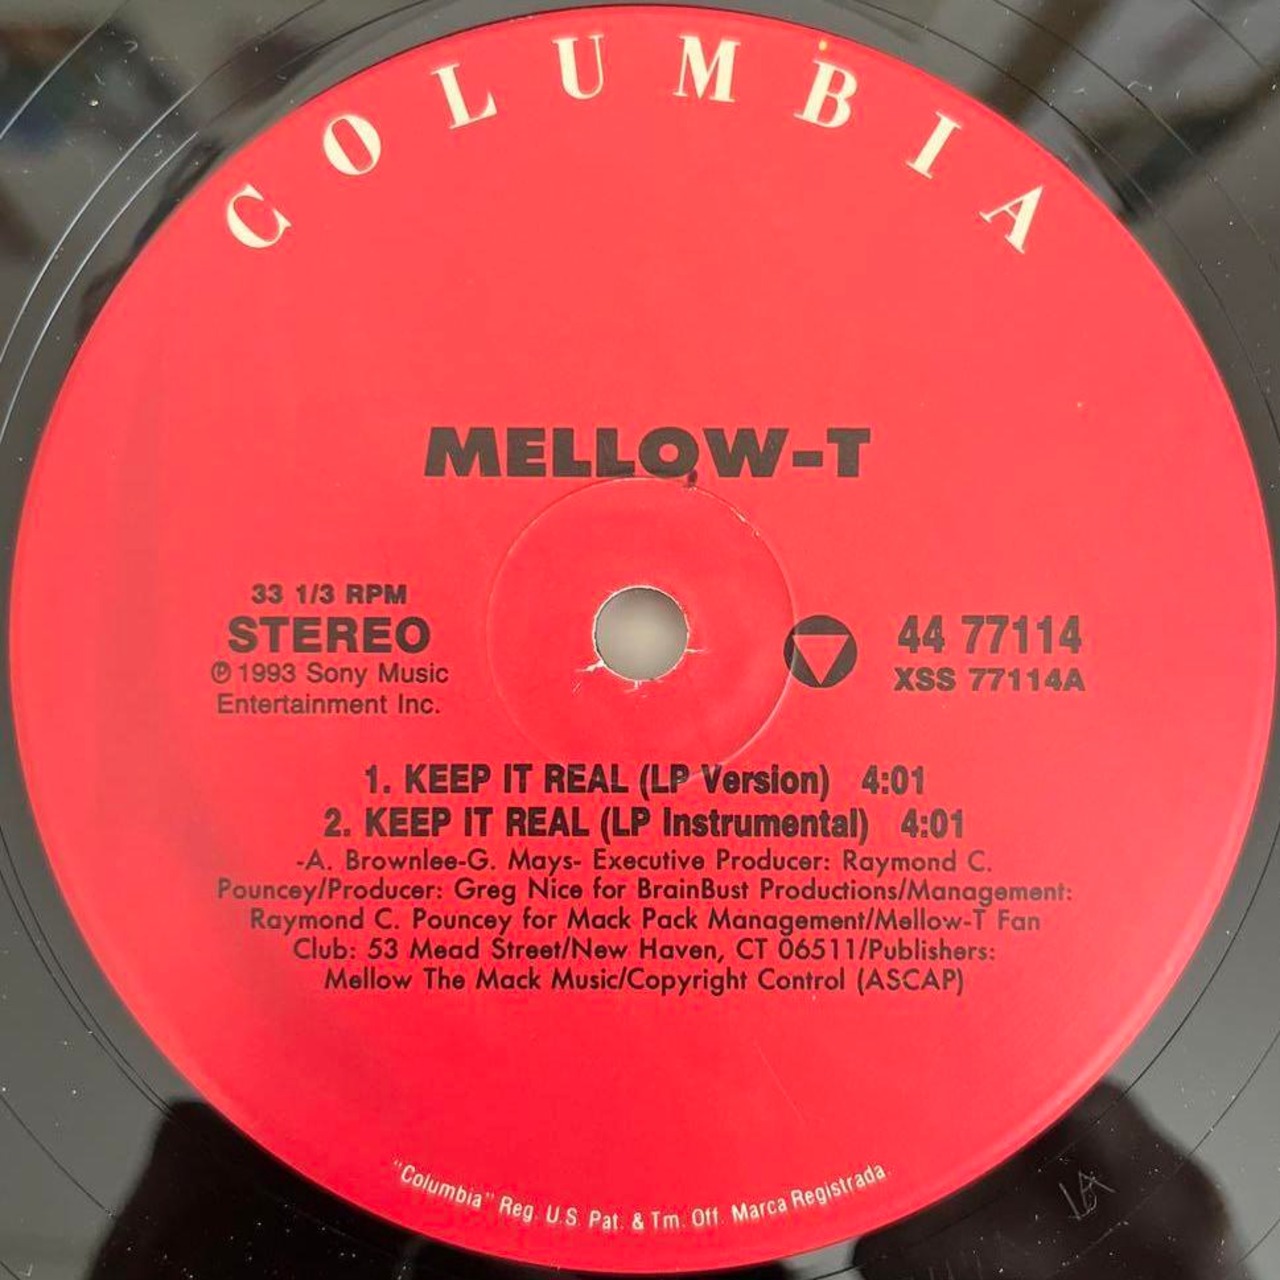 COLUMBIA
MELLOW-T
33 1/3 RPM
STEREO
℗ 1993 Sony Music
Entertainment Inc.
44 77114
XSS 77114A
1. KEEP IT REAL (LP Version) 4:01
2. KEEP IT REAL (LP Instrumental) 4:01
-A. Brownlee-G. Mays- Executive Producer: Raymond C.
Pouncey/Producer: Greg Nice for BrainBust Productions/Management:
Raymond C. Pouncey for Mack Pack Management/Mellow-T Fan
Club: 53 Mead Street/New Haven, CT 06511/Publishers:
Mellow The Mack Music/Copyright Control (ASCAP)
"Columbia" Reg. U.S. Pat. & Tm. Off. Marca Registrada.